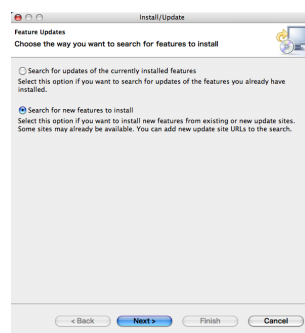 Install/Update
Feature Updates
Choose the way you want to search for features to install
Search for updates of the currently installed features
Select this option if you want to search for updates of the features you already have
installed.
Search for new features to install
Select this option if you want to install new features from existing or new update sites.
Some sites may already be available. You can add new update site URLs to the search.
< Back
Next >
Finish
Cancel